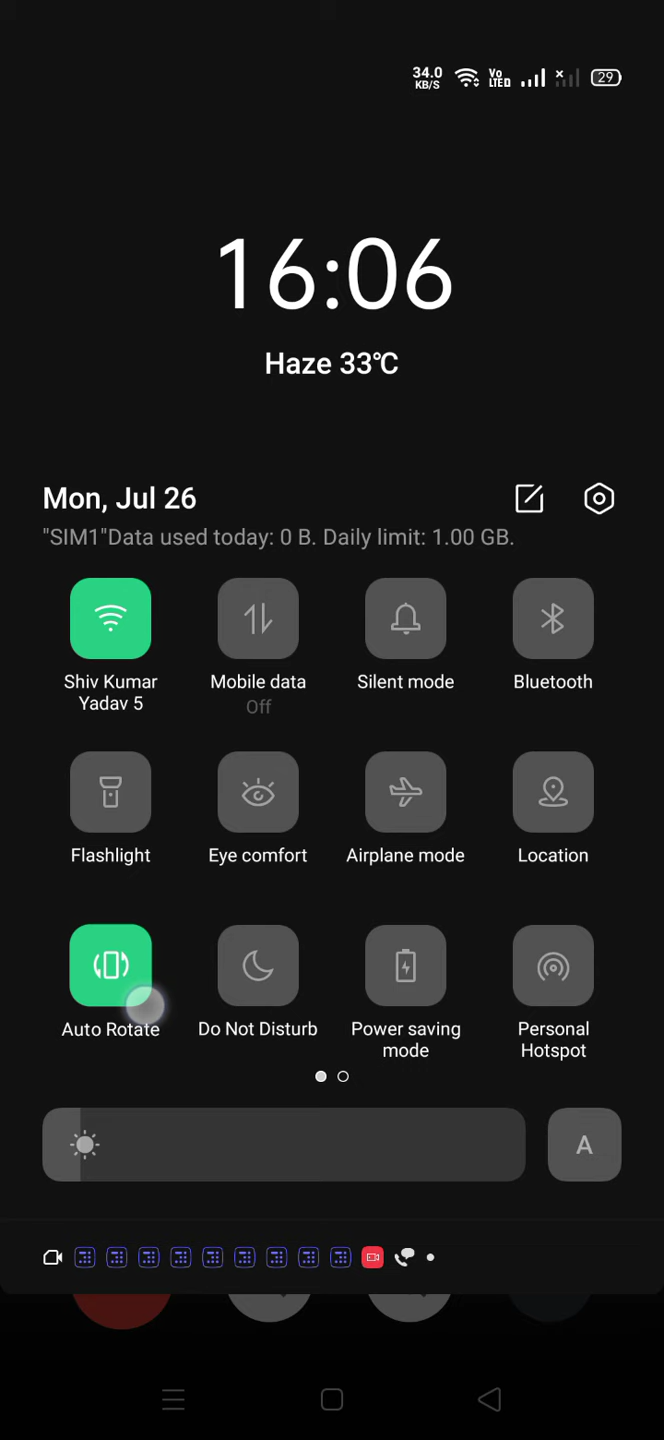 34.0
KB/S
Vo
LTE
29
16:06
Haze 33℃
Mon, Jul 26
"SIM1"Data used today: 0 B. Daily limit: 1.00 GB.
Shiv Kumar
Yadav 5
Mobile data
Off
Silent mode
Bluetooth
Flashlight
Eye comfort
Airplane mode
Location
Auto Rotate
Do Not Disturb
Power saving
mode
Personal
Hotspot
A